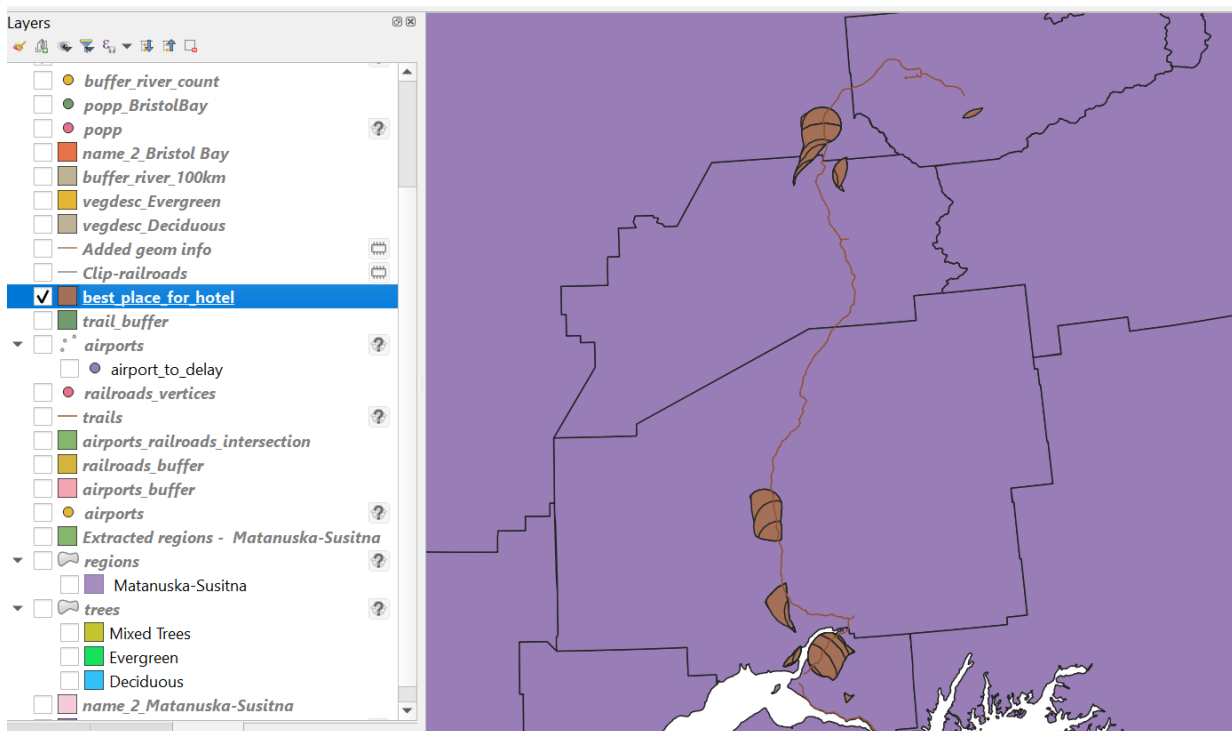 Layers
buffer_river_count
popp_BristolBay
popp
name_2_Bristol Bay
buffer_river_100km
vegdesc_Evergreen
vegdesc_Deciduous
Added geom info
Clip-railroads
best_place_for_hotel
trail_buffer
airports
airport_to_delay
railroads_vertices
trails
airports_railroads_intersection
railroads_buffer
airports_buffer
airports
Extracted regions - Matanuska-Susitna
regions
Matanuska-Susitna
trees
Mixed Trees
Evergreen
Deciduous
name_2_Matanuska-Susitna